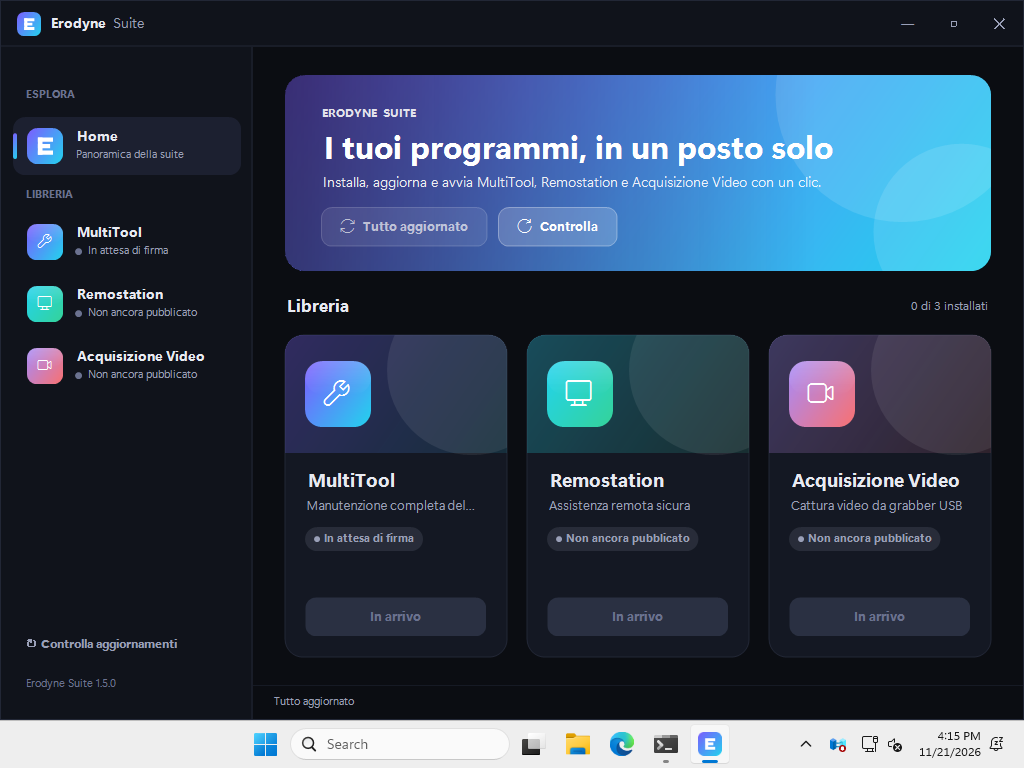 Erodyne Suite
ESPLORA
Home
Panoramica della suite
LIBRERIA
MultiTool
In attesa di firma
Remostation
Non ancora pubblicato
Acquisizione Video
Non ancora pubblicato
Controlla aggiornamenti
Erodyne Suite 1.5.0
ERODYNE SUITE
I tuoi programmi, in un posto solo
Installa, aggiorna e avvia MultiTool, Remostation e Acquisizione Video con un clic.
Tutto aggiornato
Controlla
Libreria
0 di 3 installati
MultiTool
Manutenzione completa del...
In attesa di firma
In arrivo
Remostation
Assistenza remota sicura
Non ancora pubblicato
In arrivo
Acquisizione Video
Cattura video da grabber USB
Non ancora pubblicato
In arrivo
Tutto aggiornato
Search
4:15 PM
11/21/2026